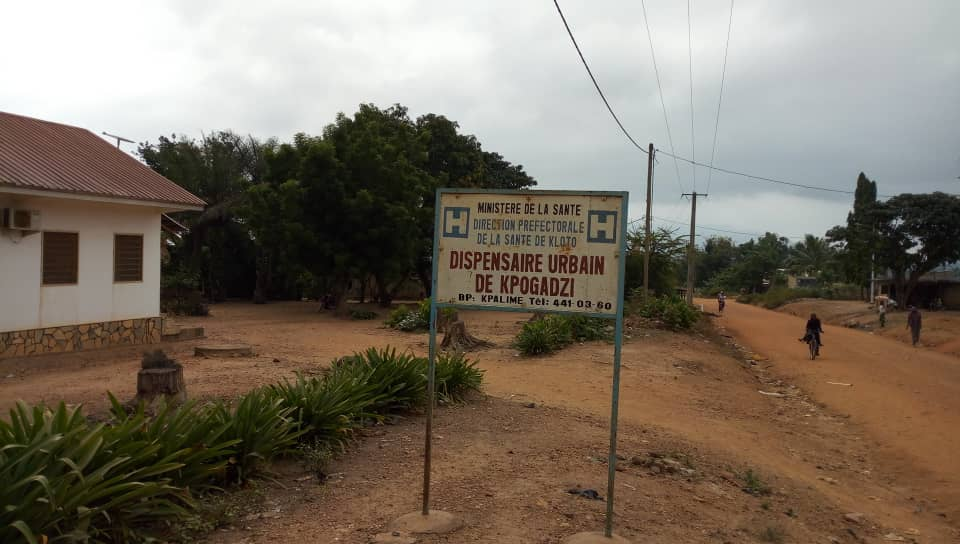 MINISTERE DE LA SANTE
H H
DIRECTION PREFECTORALE
DE LA SANTE DE KLOTO
DISPENSAIRE URBAIN
DE KPOGADZI
BP: KPALIME Tél: 441-03-60